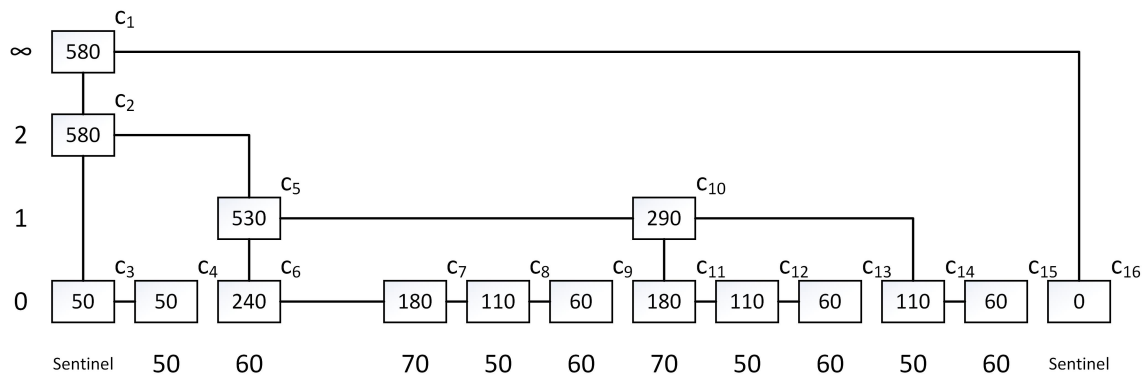 c₁
∞ 580
c₂
2 580
c₅ c₁₀
1 530 290
c₃ c₄ c₆ c₇ c₈ c₉ c₁₁ c₁₂ c₁₃ c₁₄ c₁₅ c₁₆
0 50 50 240 180 110 60 180 110 60 110 60 0
Sentinel 50 60 70 50 60 70 50 60 50 60 Sentinel